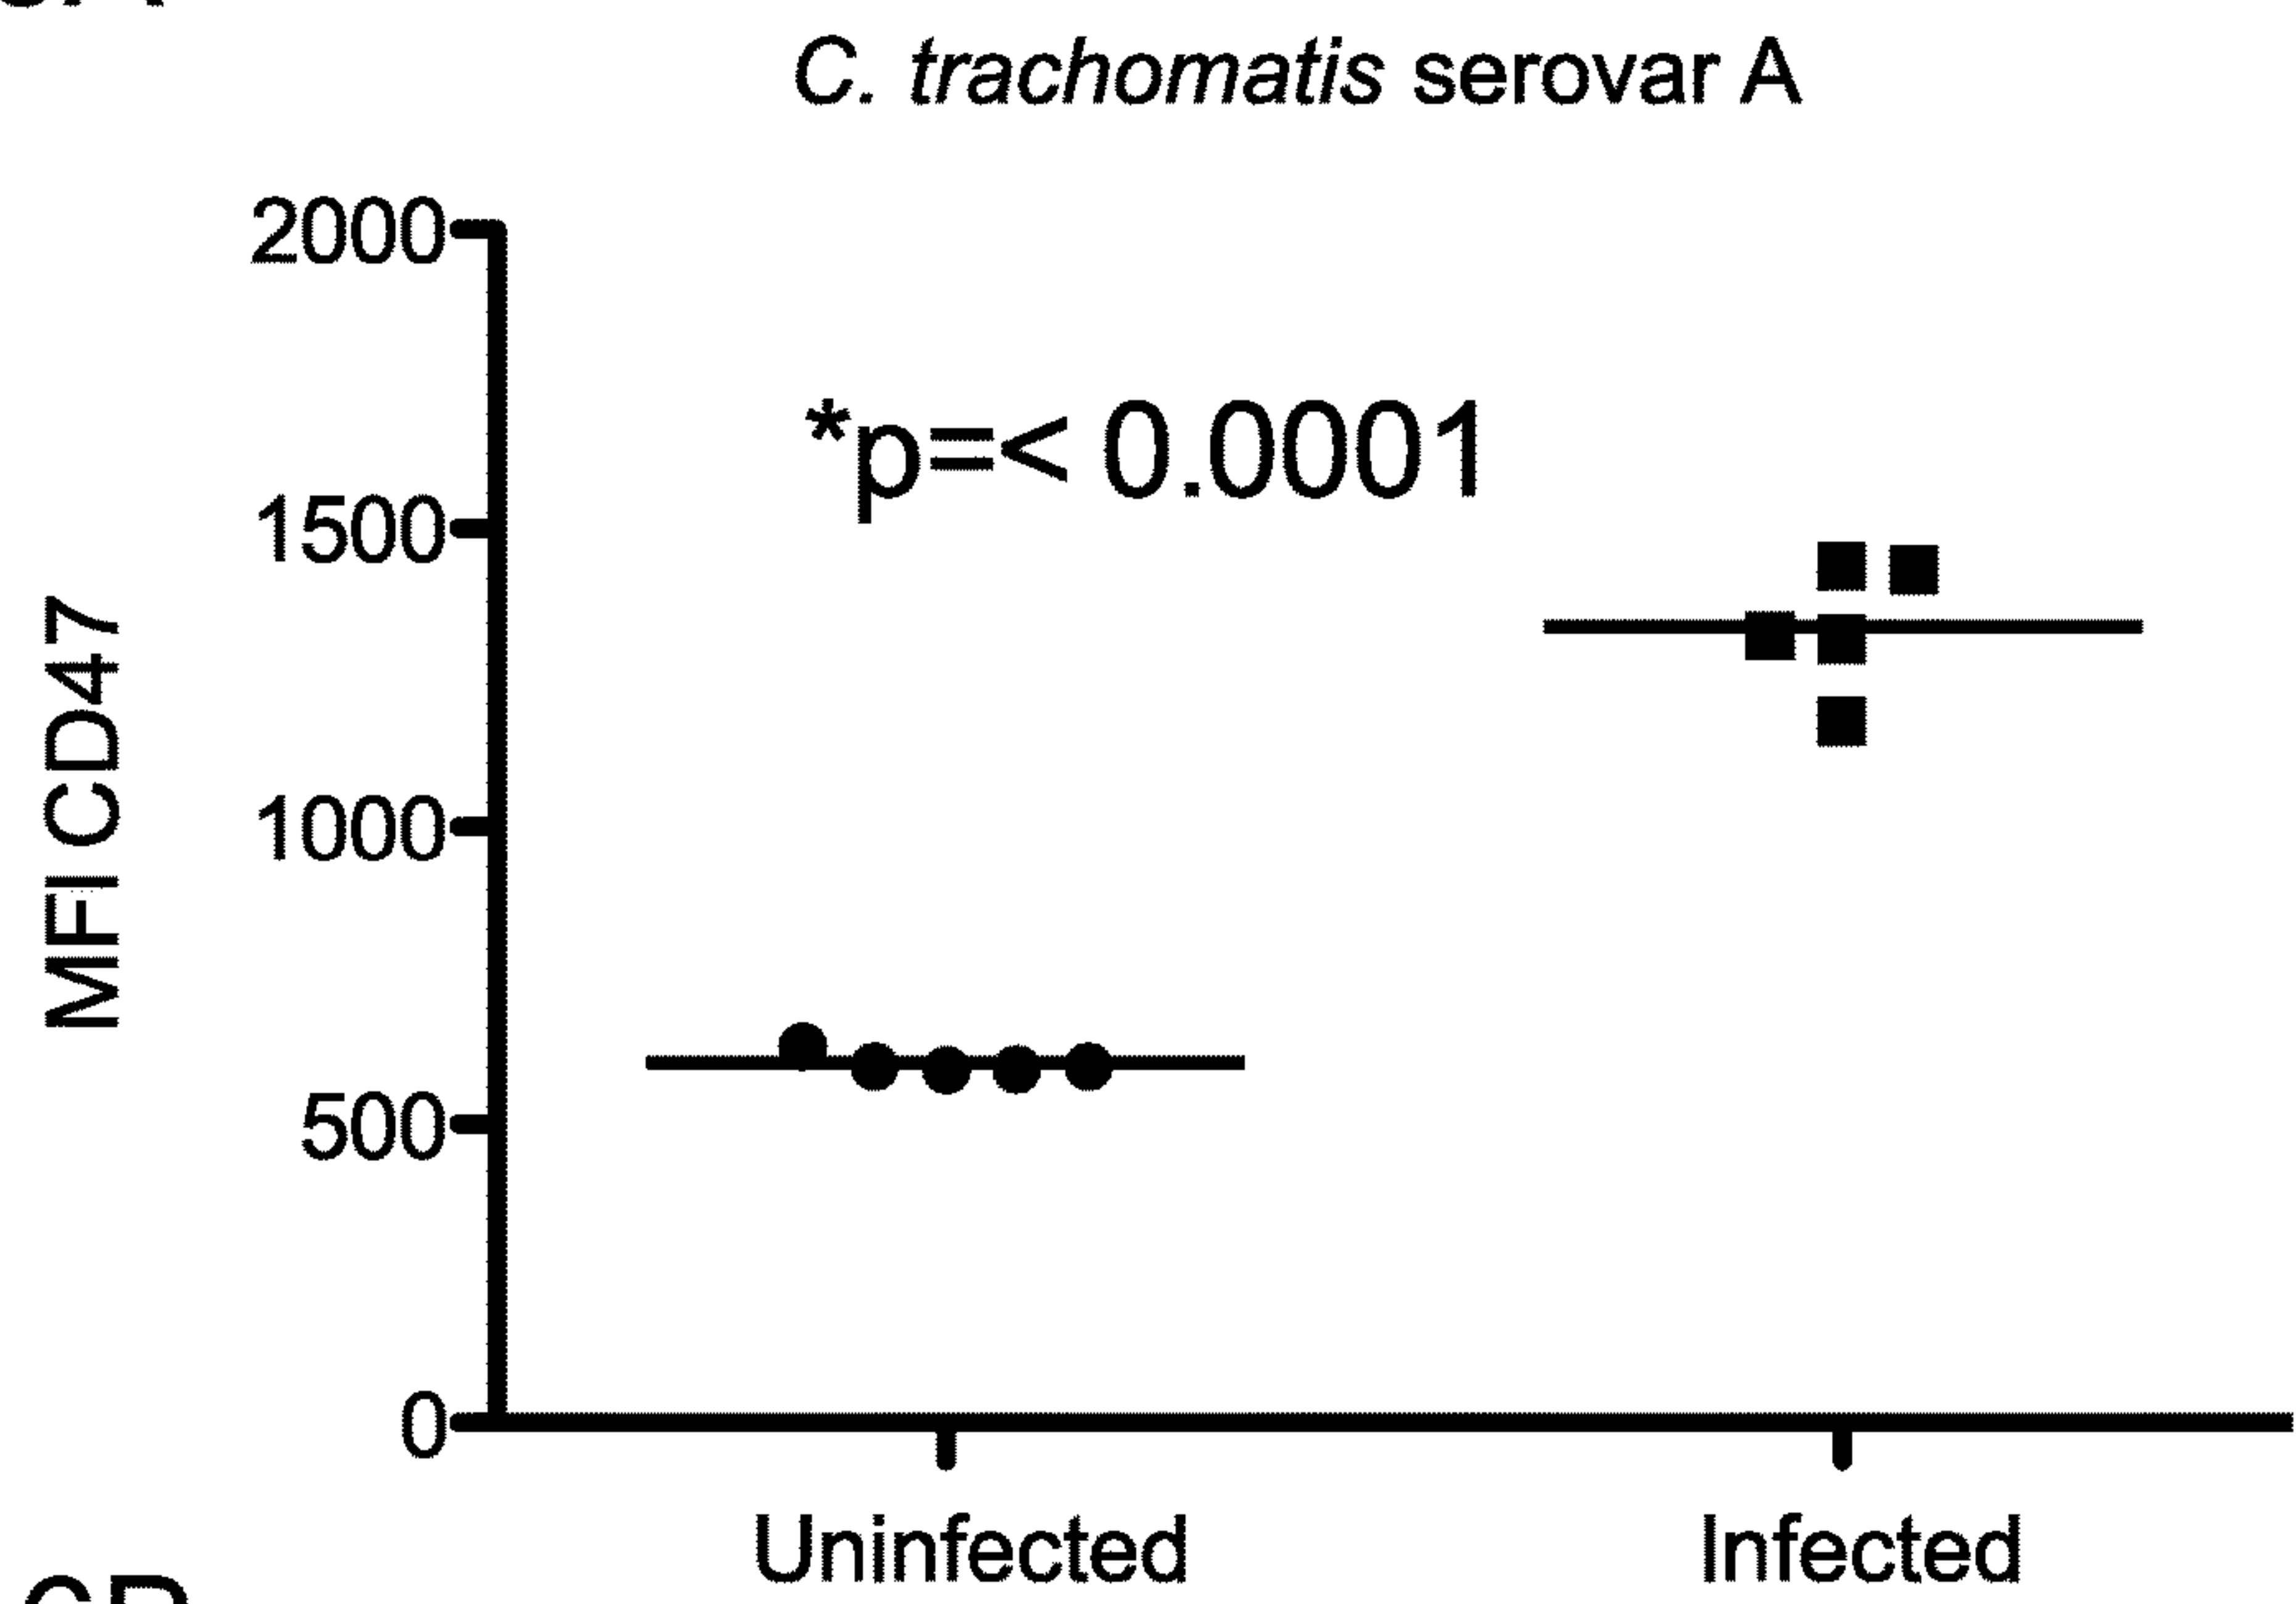 C. trachomatis serovar A
2000
*p=< 0.0001
1500
MFI CD47
1000
500
0
Uninfected
Infected